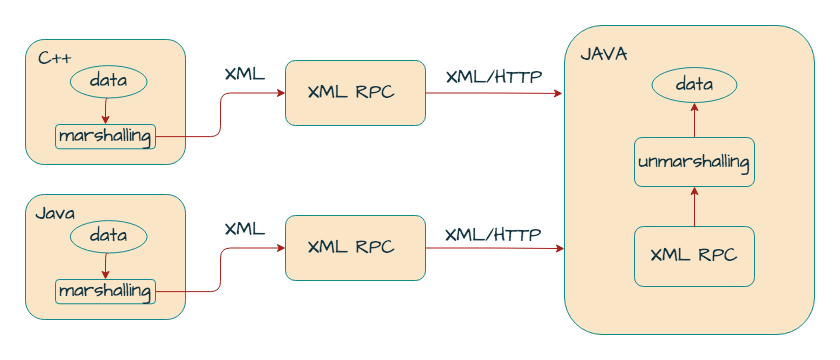 C++
data
marshalling
XML
XML RPC
XML/HTTP
Java
data
marshalling
XML
XML RPC
XML/HTTP
JAVA
data
unmarshalling
XML RPC